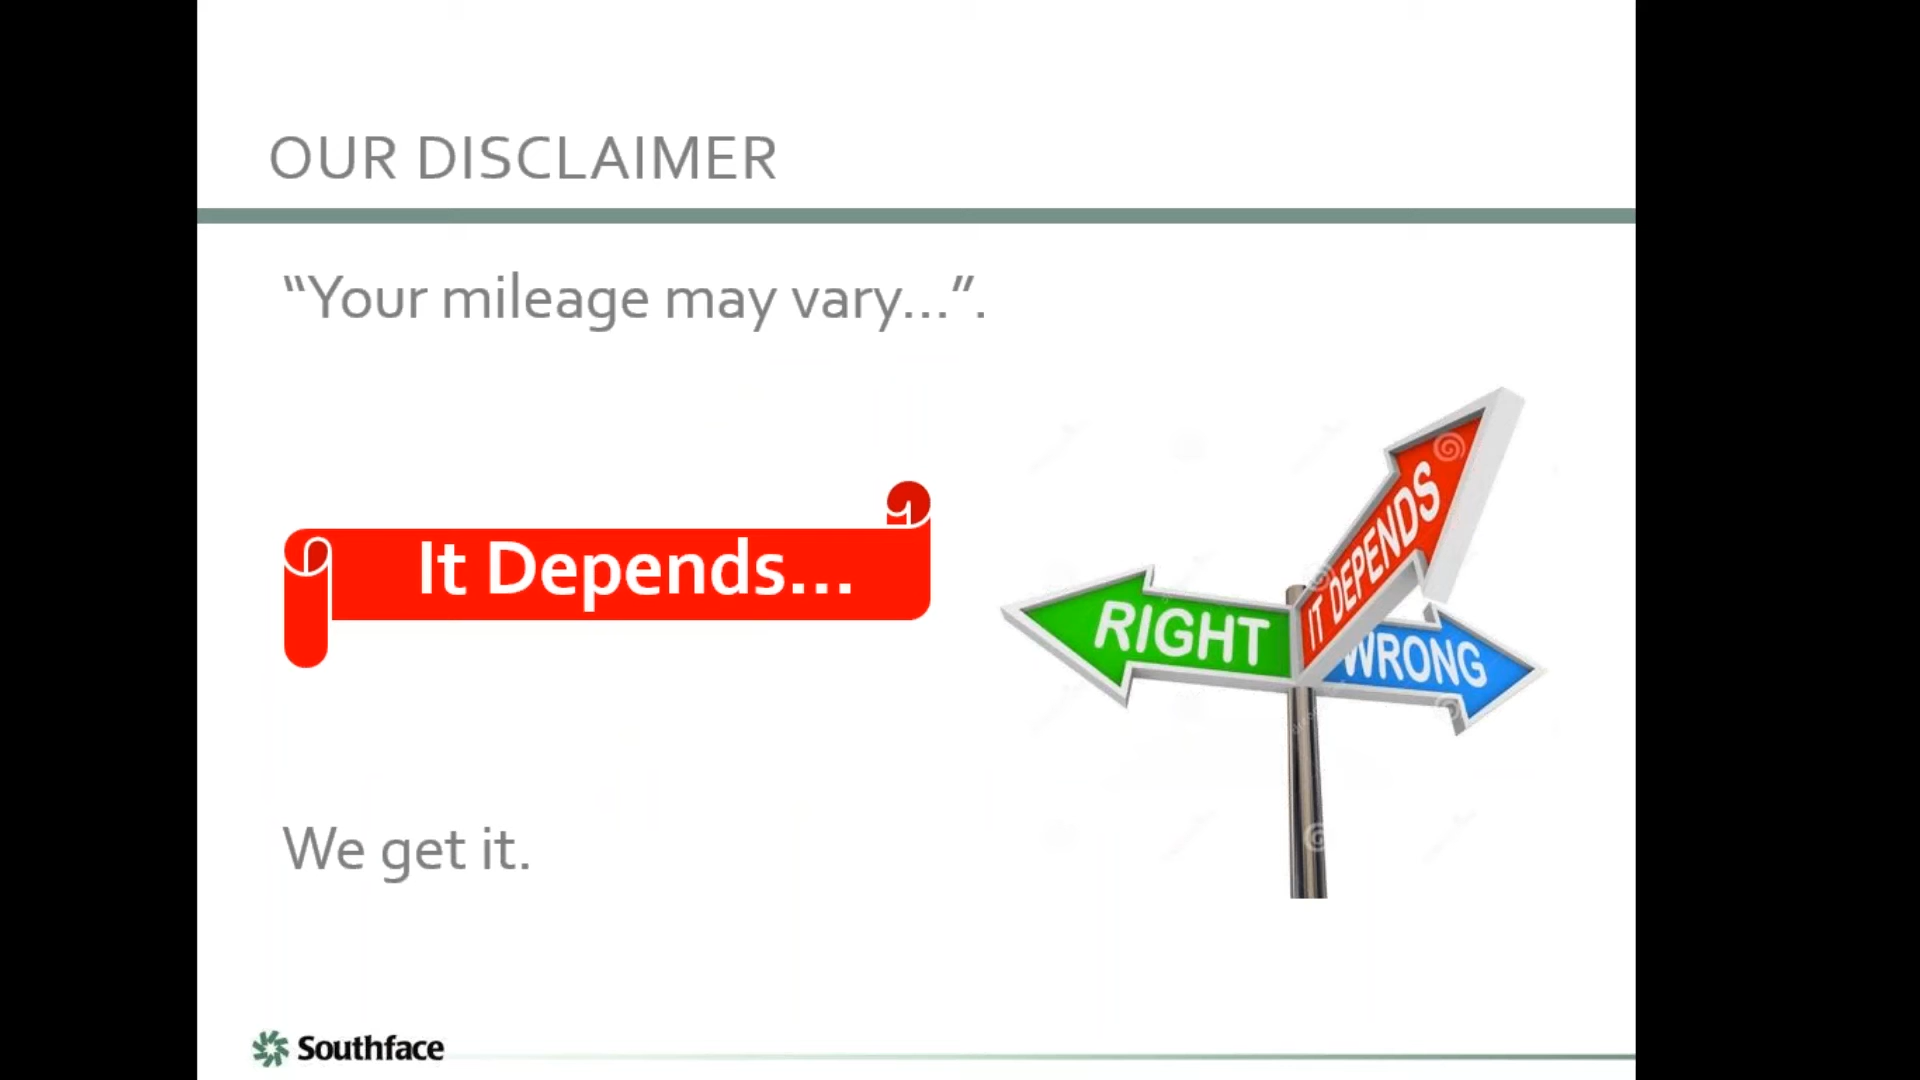 OUR DISCLAIMER
“Your mileage may vary...”.
It Depends...
IT DEPENDS
RIGHT
WRONG
We get it.
Southface